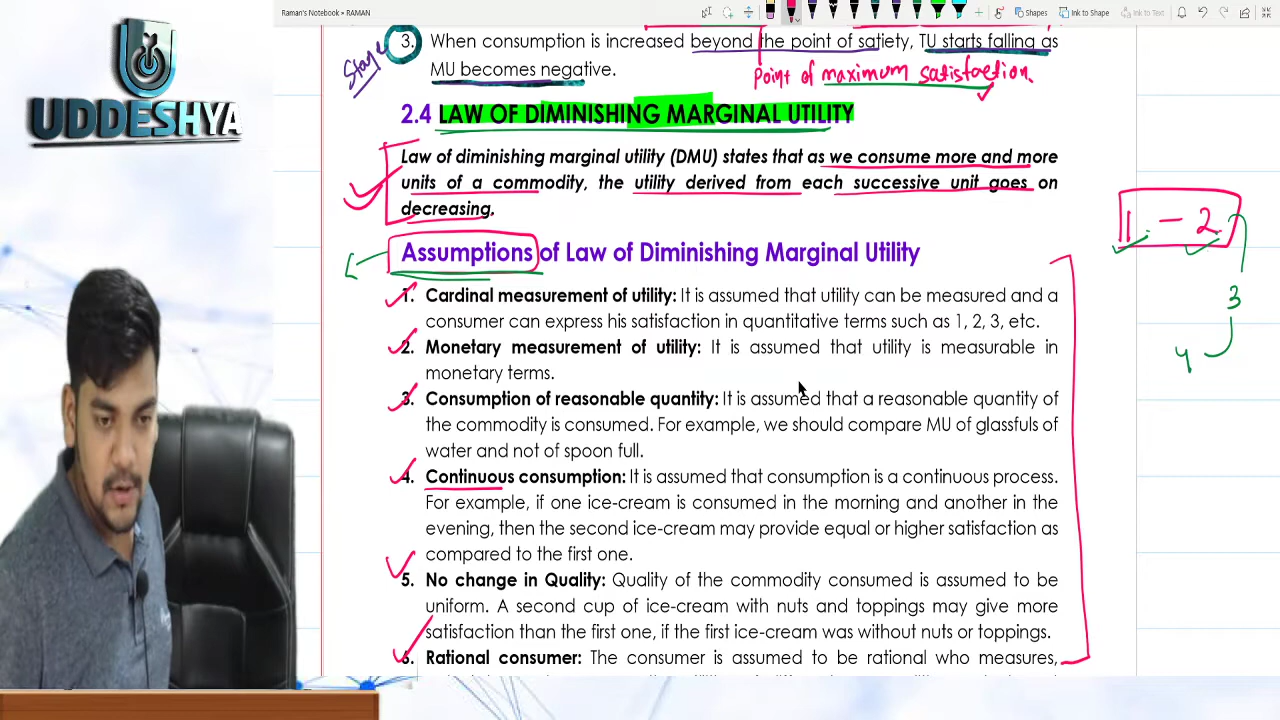 Raman's Notebook » RAMAN
Shapes
Ink to Shape
Ink to Text
UDDESHYA
Stage
3. When consumption is increased beyond the point of satiety, TU starts falling as
MU becomes negative.
Point of maximum satisfaction.
2.4 LAW OF DIMINISHING MARGINAL UTILITY
Law of diminishing marginal utility (DMU) states that as we consume more and more
units of a commodity, the utility derived from each successive unit goes on
decreasing.
11 - 2
3
4
Assumptions of Law of Diminishing Marginal Utility
1. Cardinal measurement of utility: It is assumed that utility can be measured and a
consumer can express his satisfaction in quantitative terms such as 1, 2, 3, etc.
2. Monetary measurement of utility: It is assumed that utility is measurable in
monetary terms.
3. Consumption of reasonable quantity: It is assumed that a reasonable quantity of
the commodity is consumed. For example, we should compare MU of glassfuls of
water and not of spoon full.
4. Continuous consumption: It is assumed that consumption is a continuous process.
For example, if one ice-cream is consumed in the morning and another in the
evening, then the second ice-cream may provide equal or higher satisfaction as
compared to the first one.
5. No change in Quality: Quality of the commodity consumed is assumed to be
uniform. A second cup of ice-cream with nuts and toppings may give more
satisfaction than the first one, if the first ice-cream was without nuts or toppings.
6. Rational consumer: The consumer is assumed to be rational who measures,